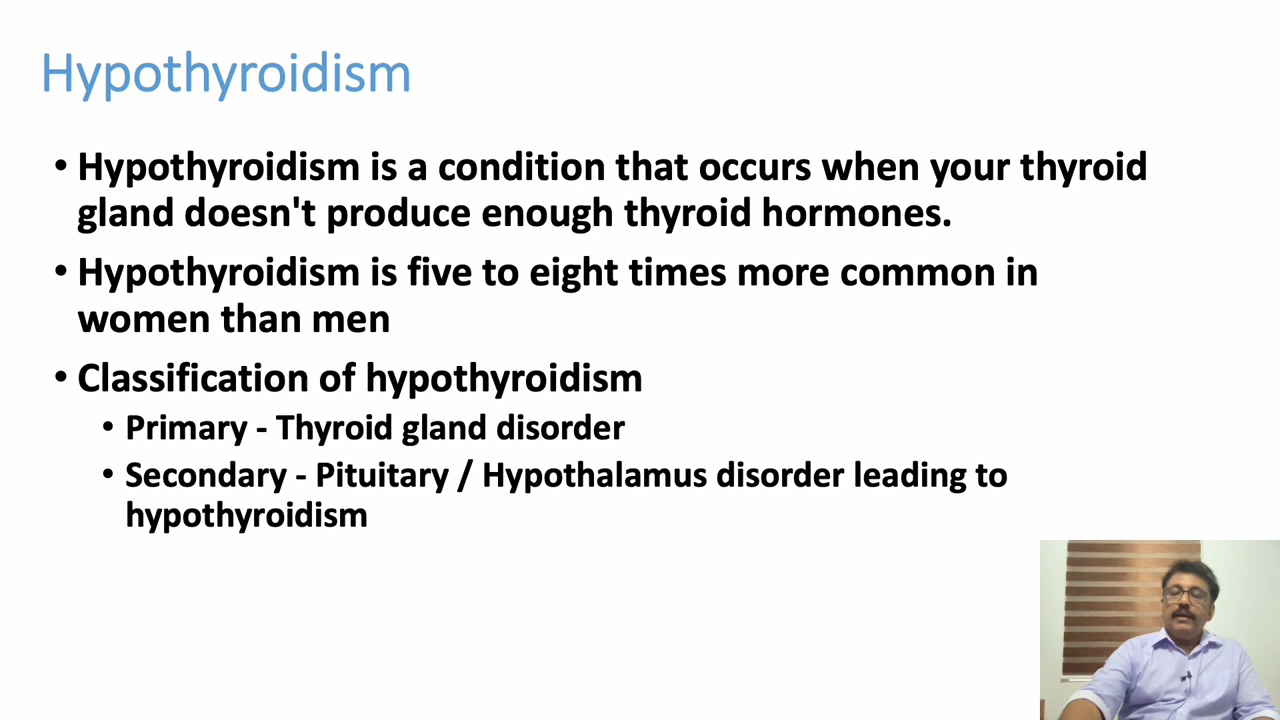 Hypothyroidism
• Hypothyroidism is a condition that occurs when your thyroid
gland doesn't produce enough thyroid hormones.
• Hypothyroidism is five to eight times more common in
women than men
• Classification of hypothyroidism
• Primary - Thyroid gland disorder
• Secondary - Pituitary / Hypothalamus disorder leading to
hypothyroidism